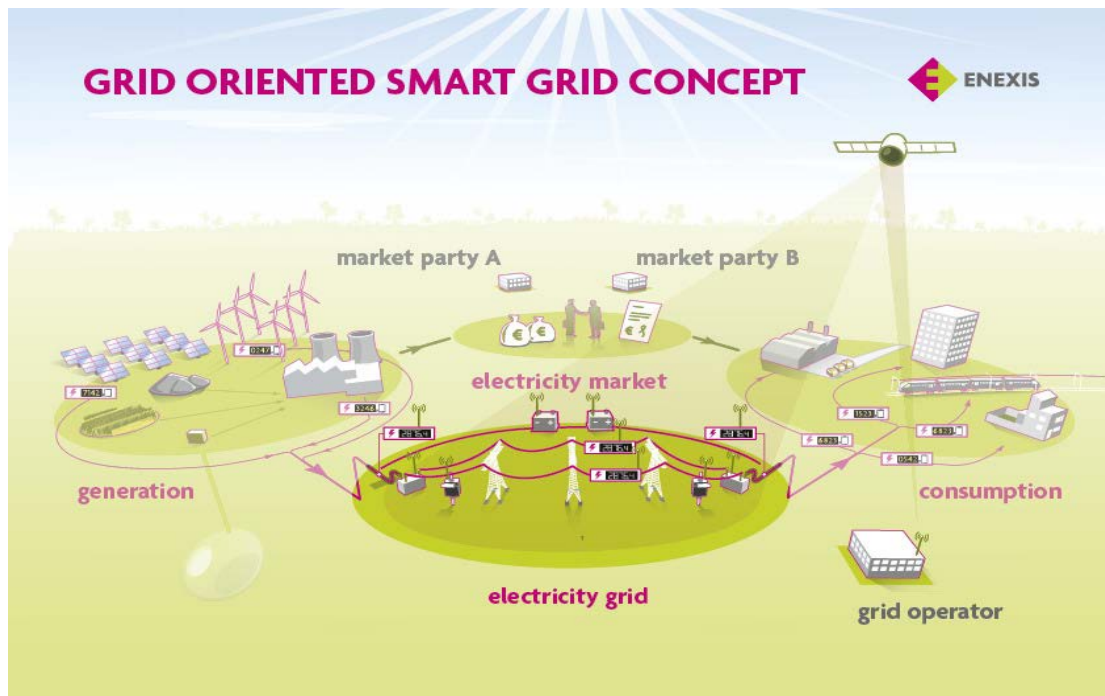 GRID ORIENTED SMART GRID CONCEPT
ENEXIS
market party A
market party B
electricity market
generation
consumption
electricity grid
grid operator